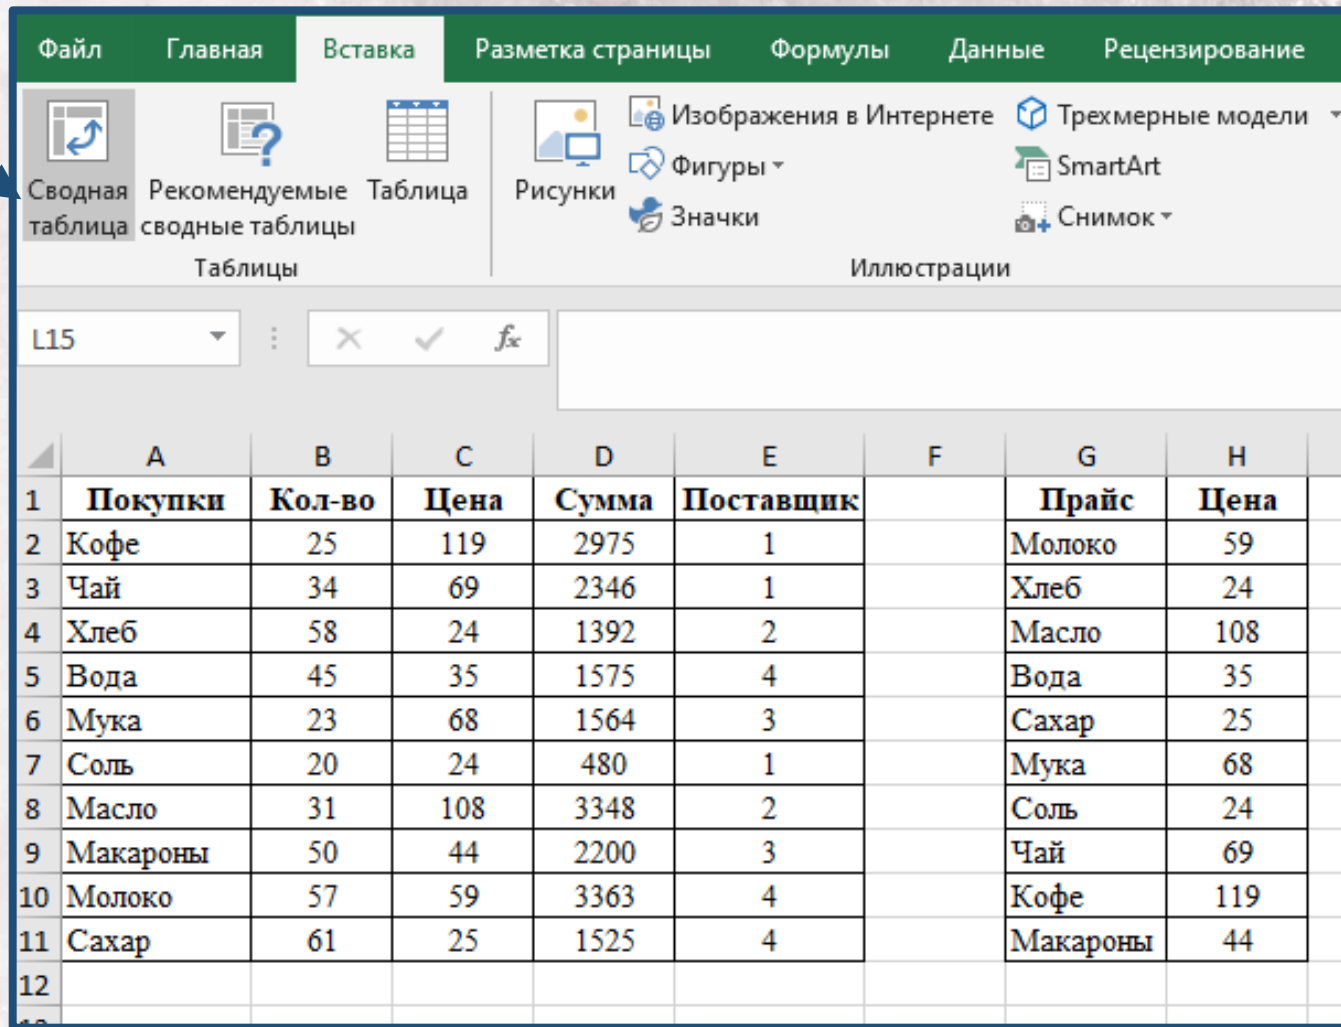 Файл Главная Вставка Разметка страницы Формулы Данные Рецензирование
Сводная таблица
Рекомендуемые сводные таблицы
Таблица
Таблицы
Рисунки
Изображения в Интернете
Фигуры
Значки
Трехмерные модели
SmartArt
Снимок
Иллюстрации
L15 fx
A B C D E F G H
1 Покупки Кол-во Цена Сумма Поставщик Прайс Цена
2 Кофе 25 119 2975 1 Молоко 59
3 Чай 34 69 2346 1 Хлеб 24
4 Хлеб 58 24 1392 2 Масло 108
5 Вода 45 35 1575 4 Вода 35
6 Мука 23 68 1564 3 Сахар 25
7 Соль 20 24 480 1 Мука 68
8 Масло 31 108 3348 2 Соль 24
9 Макароны 50 44 2200 3 Чай 69
10 Молоко 57 59 3363 4 Кофе 119
11 Сахар 61 25 1525 4 Макароны 44
12